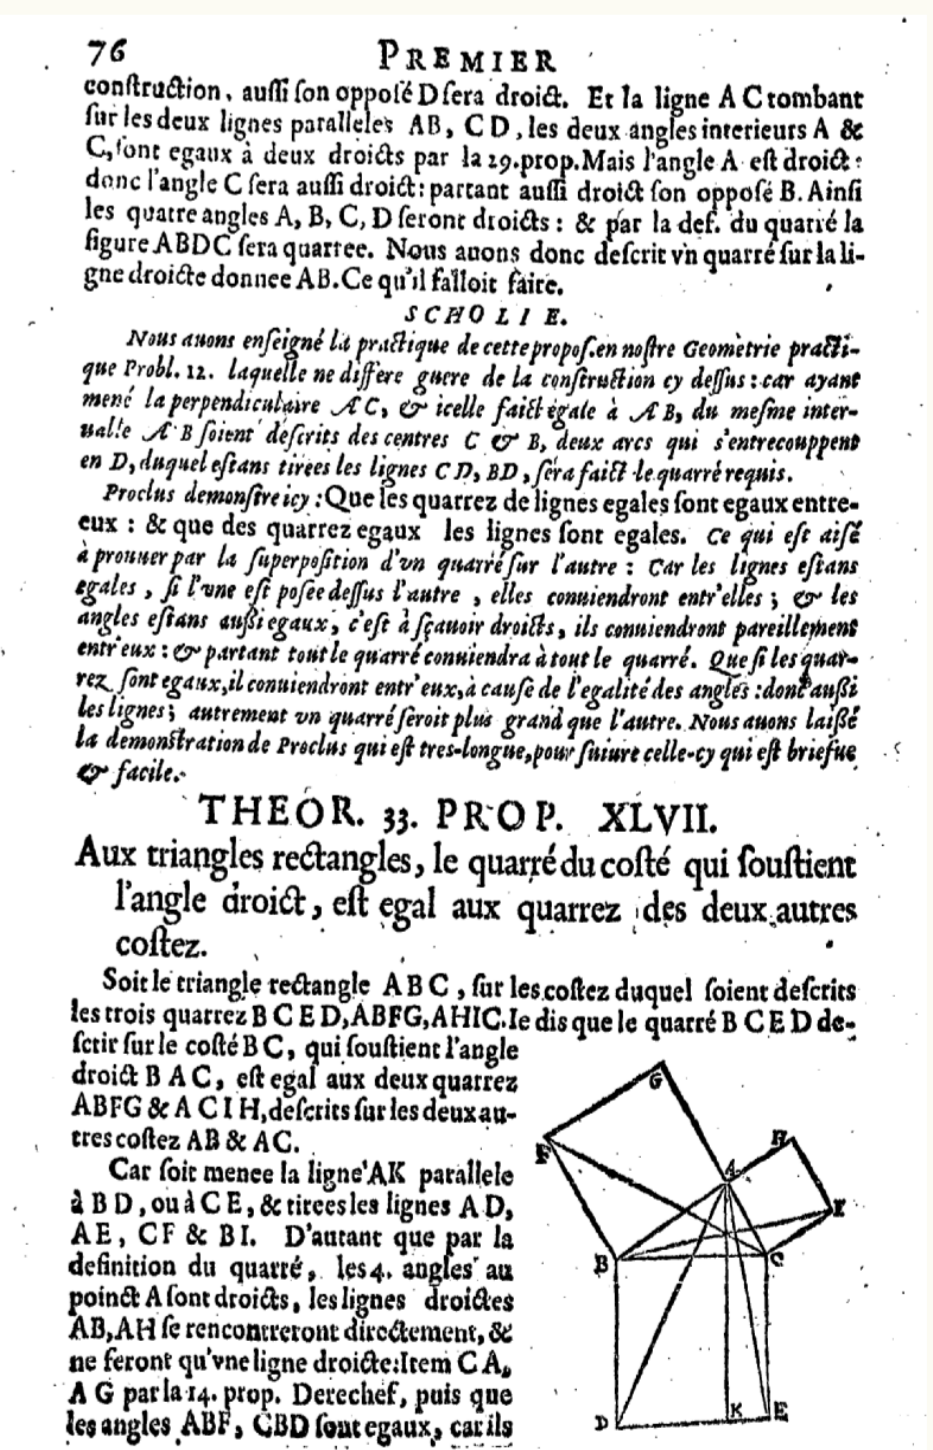 76
PREMIER
conſtruction, auſſi ſon oppoſé D ſera droict. Et la ligne A C tombant
ſur les deux lignes paralleles AB, CD, les deux angles interieurs A &
C, ſont egaux à deux droicts par la 29. prop. Mais l'angle A eſt droict:
donc l'angle C ſera auſſi droict: partant auſſi droict ſon oppoſé B. Ainſi
les quatre angles A, B, C, D ſeront droicts: & par la def. du quarré la
figure ABDC ſera quarree. Nous auons donc deſcrit vn quarré ſur la li-
gne droicte donnee AB. Ce qu'il falloit faire.
SCHOLIE.
Nous auons enſeigné la practique de cette propoſ. en noſtre Geometrie practi-
que Probl. 12. laquelle ne differe guere de la conſtruction cy deſſus: car ayant
mené la perpendiculaire AC, & icelle faict egale à AB, du meſme inter-
ualle AB ſoient deſcrits des centres C & B, deux arcs qui s'entrecouppent
en D, duquel eſtans tirees les lignes CD, BD, ſera faict le quarré requis.
Proclus demonſtre icy: Que les quarrez de lignes egales ſont egaux entre-
eux: & que des quarrez egaux les lignes ſont egales. Ce qui eſt aiſé
à prouuer par la ſuperpoſition d'vn quarré ſur l'autre: Car les lignes eſtans
egales, ſi l'vne eſt poſee deſſus l'autre, elles conuiendront entr'elles; & les
angles eſtans auſſi egaux, c'eſt à ſçauoir droicts, ils conuiendront pareillement
entr'eux: & partant tout le quarré conuiendra à tout le quarré. Que ſi les quar-
rez ſont egaux, il conuiendront entr'eux, à cauſe de l'egalité des angles: dont auſſi
les lignes; autrement vn quarré ſeroit plus grand que l'autre. Nous auons laiſſé
la demonſtration de Proclus qui eſt tres-longue, pour ſuiure celle-cy qui eſt briefue
& facile.
THEOR. 33. PROP. XLVII.
Aux triangles rectangles, le quarré du coſté qui ſouſtient
l'angle droict, eſt egal aux quarrez des deux autres
coſtez.
Soit le triangle rectangle ABC, ſur les coſtez duquel ſoient deſcrits
les trois quarrez BCED, ABFG, AHIC. Ie dis que le quarré BCED de-
ſctir ſur le coſté BC, qui ſouſtient l'angle
droict BAC, eſt egal aux deux quarrez
ABFG & ACIH, deſcrits ſur les deux au-
tres coſtez AB & AC.
Car ſoit menee la ligne AK parallele
à BD, ou à CE, & tirees les lignes AD,
AE, CF & BI. D'autant que par la
definition du quarré, les 4. angles au
poinct A ſont droicts, les lignes droictes
AB, AH ſe rencontreront directement, &
ne feront qu'vne ligne droicte: Item CA,
AG par la 14. prop. Derechef, puis que
les angles ABF, CBD ſont egaux, car ils
G
F
H
A
I
B
C
D
K
E